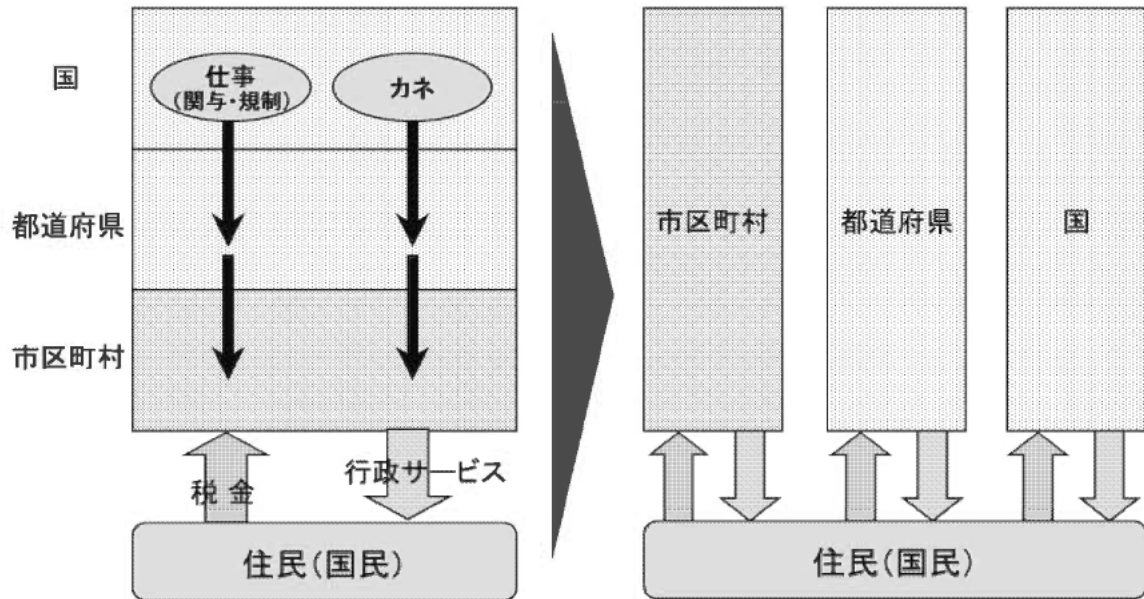 国
仕事
(関与・規制)
カネ
都道府県
市区町村
税金
行政サービス
住民(国民)
市区町村
都道府県
国
住民(国民)